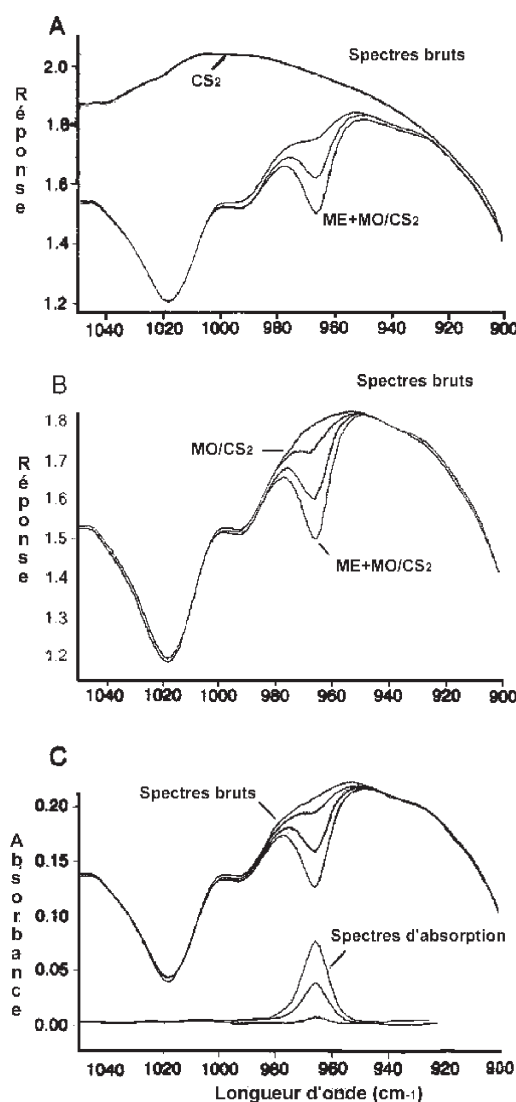 A
Spectres bruts
2.0
CS2
Réponse
1.8
1.6
ME+MO/CS2
1.4
1.2
1040 1020 1000 980 960 940 920 900
B
Spectres bruts
1.8
MO/CS2
1.7
Réponse
1.6
1.5
ME+MO/CS2
1.4
1.3
1.2
1040 1020 1000 980 960 940 920 900
C
Spectres bruts
0.20
Absorbance
0.15
0.10
Spectres d'absorption
0.05
0.00
1040 1020 1000 980 960 940 920 900
Longueur d'onde (cm-1)